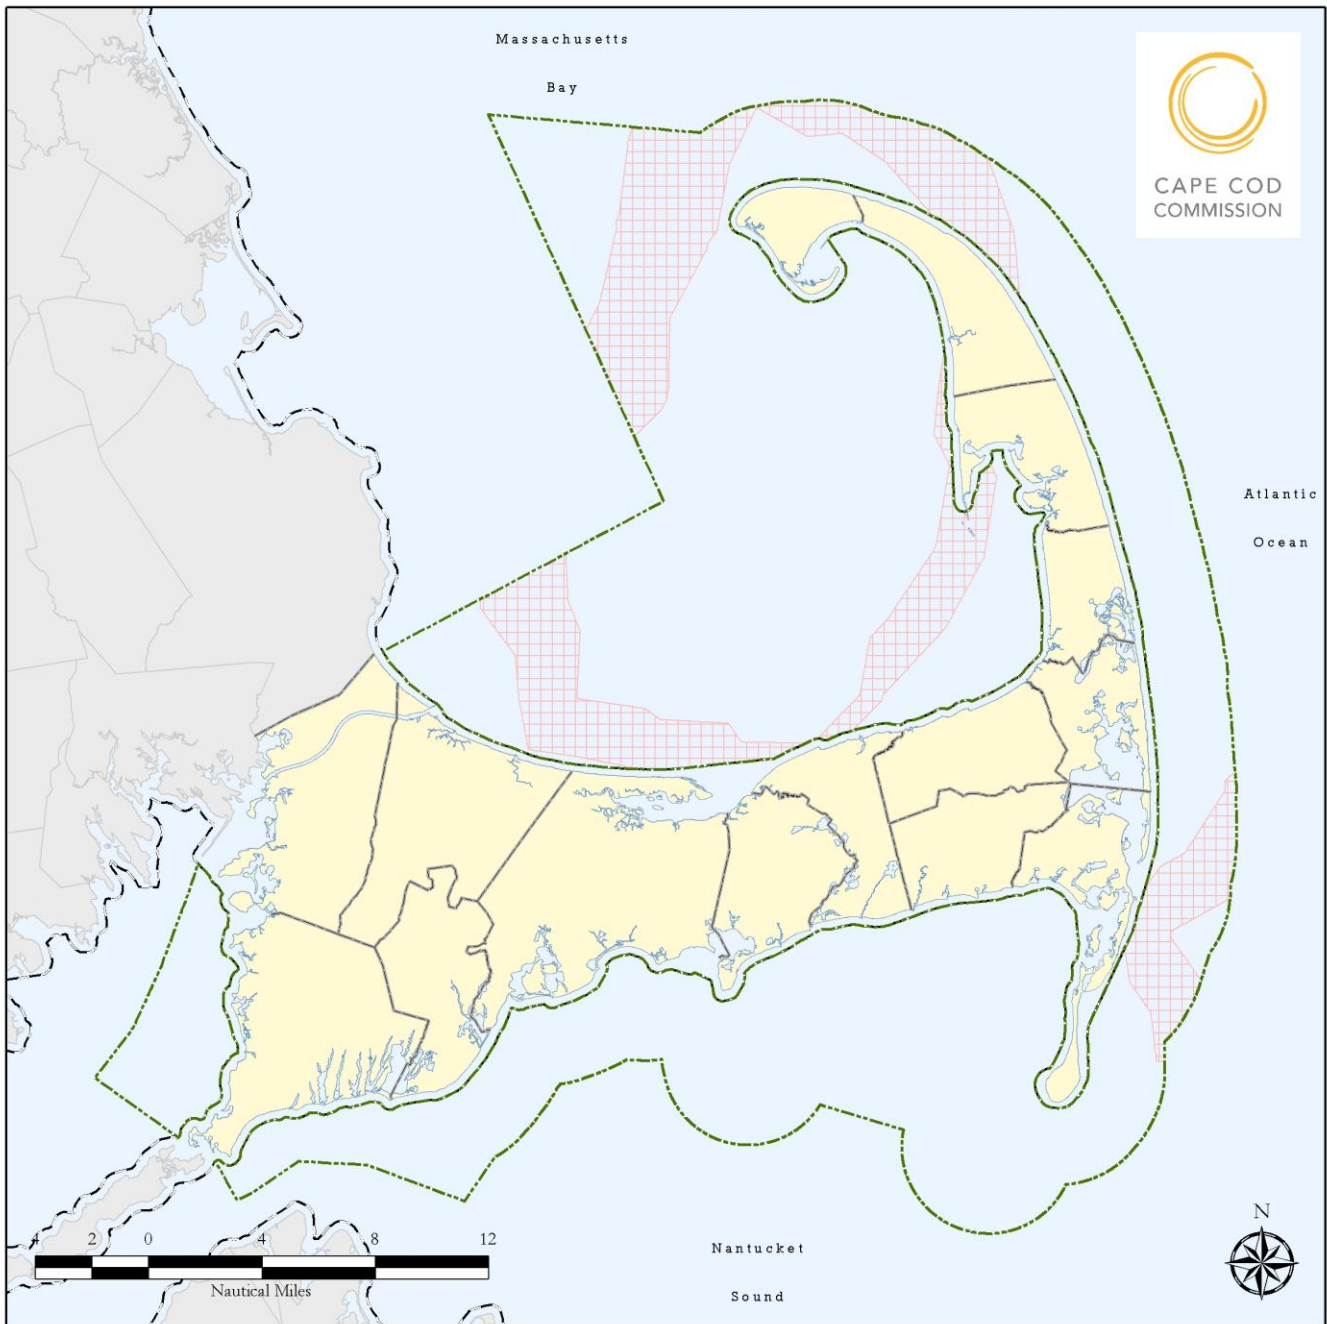 Massachusetts
Bay
CAPE COD
COMMISSION
Atlantic
Ocean
N
4 2 0 4 8 12
Nautical Miles
Nantucket
Sound